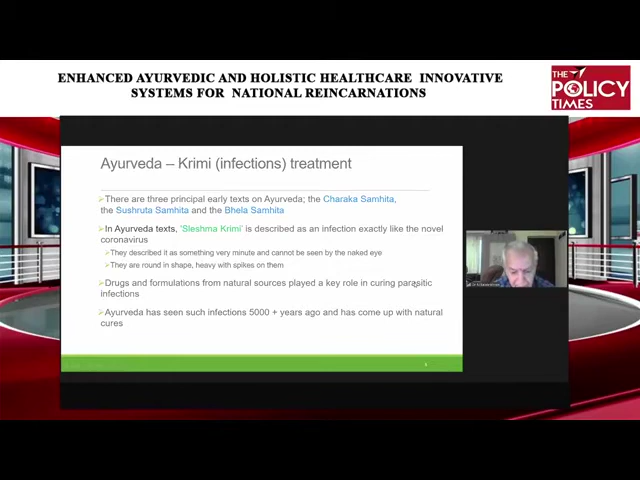 ENHANCED AYURVEDIC AND HOLISTIC HEALTHCARE INNOVATIVE
SYSTEMS FOR NATIONAL REINCARNATIONS
THE
POLICY
TIMES
Ayurveda – Krimi (infections) treatment
There are three principal early texts on Ayurveda; the Charaka Samhita,
the Sushruta Samhita and the Bhela Samhita
In Ayurveda texts, 'Sleshma Krimi' is described as an infection exactly like the novel
coronavirus
They described it as something very minute and cannot be seen by the naked eye
They are round in shape, heavy with spikes on them
Drugs and formulations from natural sources played a key role in curing parasitic
infections
Ayurveda has seen such infections 5000 + years ago and has come up with natural
cures